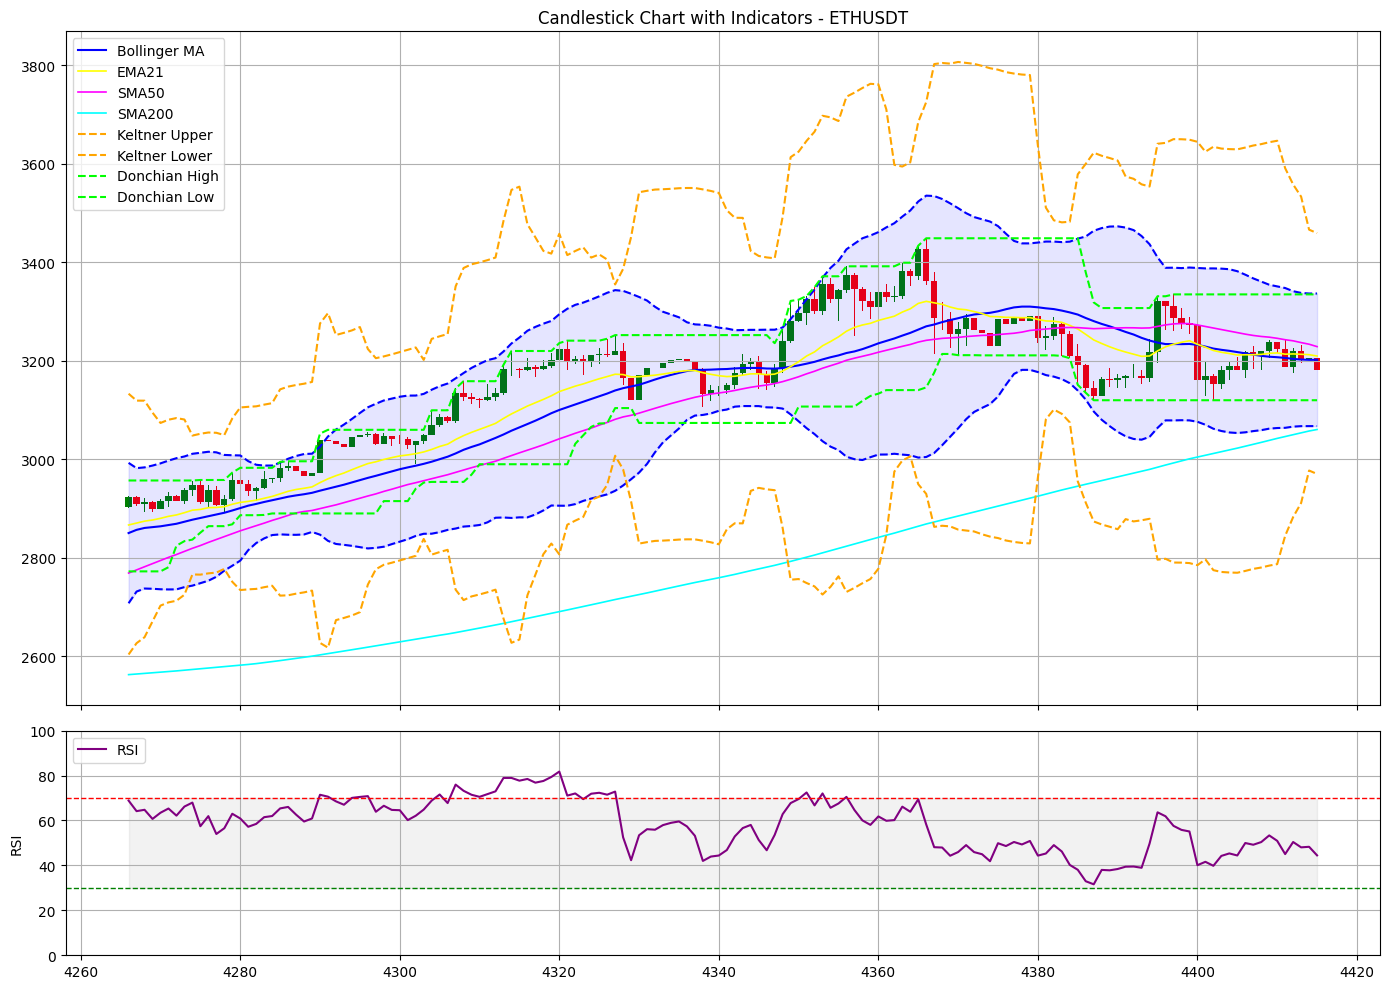 Candlestick Chart with Indicators - ETHUSDT
Bollinger MA
EMA21
SMA50
SMA200
Keltner Upper
Keltner Lower
Donchian High
Donchian Low
3800
3600
3400
3200
3000
2800
2600
RSI
100
80
60
40
20
0
RSI
4260 4280 4300 4320 4340 4360 4380 4400 4420